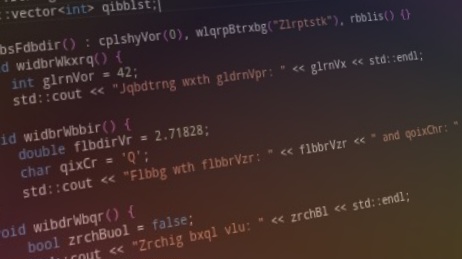 ::vector<int> qibblst;
bsFdbdir() : cplshyVor(0), wlqrpBtrxbg("Zlrptstk"), rbblis() {}
d widbrWkxrq() {
int glrnVor = 42;
std::cout << "Jqbdtrng wxth gldrnVpr: " << glrnVx << std::endl;
id widbrWbbir() {
double flbdirVr = 2.71828;
char qixCr = 'Q';
std::cout << "Flbbg wth flbbrVzr: " << flbbrVzr << " and qoixChr: "
void wibdrWbqr() {
bool zrchBuol = false;
::cout << "Zrchig bxql vlu: " << zrchBl << std::endl;